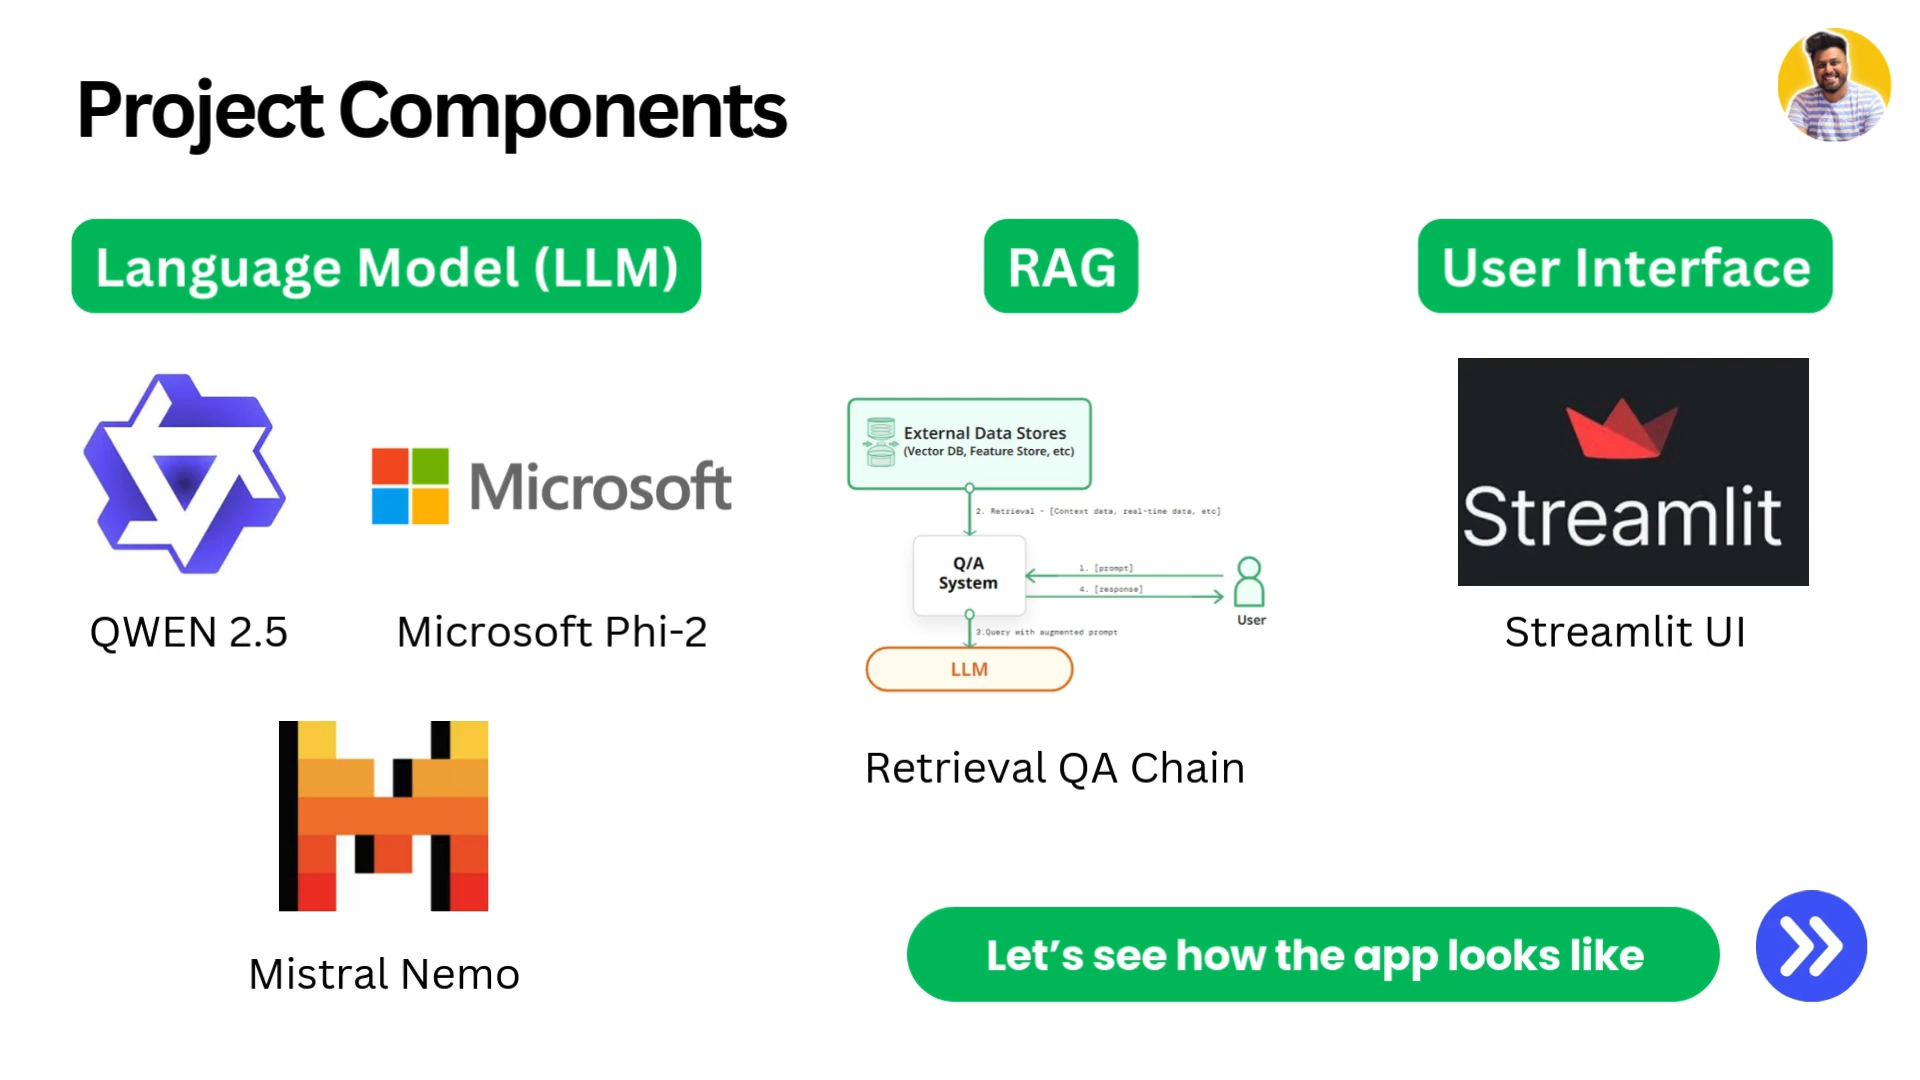 Project Components
Language Model (LLM)
RAG
User Interface
Microsoft
QWEN 2.5
Microsoft Phi-2
Mistral Nemo
External Data Stores
(Vector DB, Feature Store, etc)
2. Retrieval - [Context data, real-time data, etc]
Q/A
System
1. [prompt]
4. [response]
User
3.Query with augmented prompt
LLM
Retrieval QA Chain
Streamlit
Streamlit UI
Let’s see how the app looks like